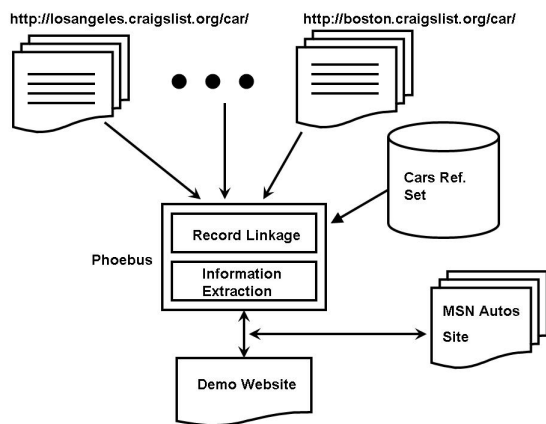 http://losangeles.craigslist.org/car/
http://boston.craigslist.org/car/
Cars Ref.
Set
Record Linkage
Phoebus
Information
Extraction
MSN Autos
Site
Demo Website